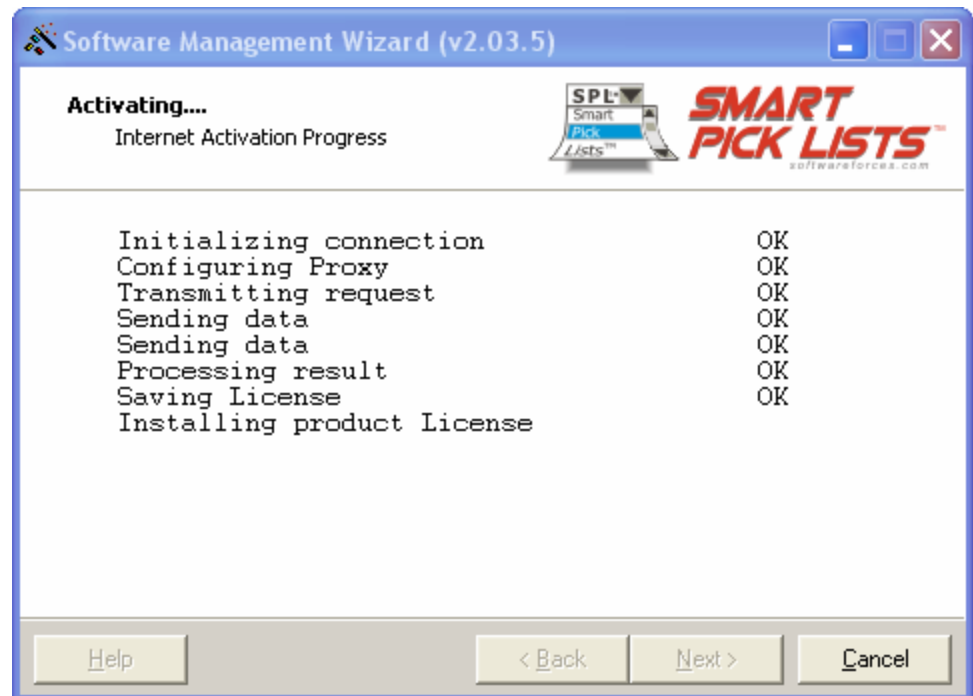 Software Management Wizard (v2.03.5)
Activating....
Internet Activation Progress
SPL
Smart
Pick
Lists™
SMART
PICK LISTS™
softwareforces.com
Initializing connection OK
Configuring Proxy OK
Transmitting request OK
Sending data OK
Sending data OK
Processing result OK
Saving License OK
Installing product License
Help
< Back
Next >
Cancel